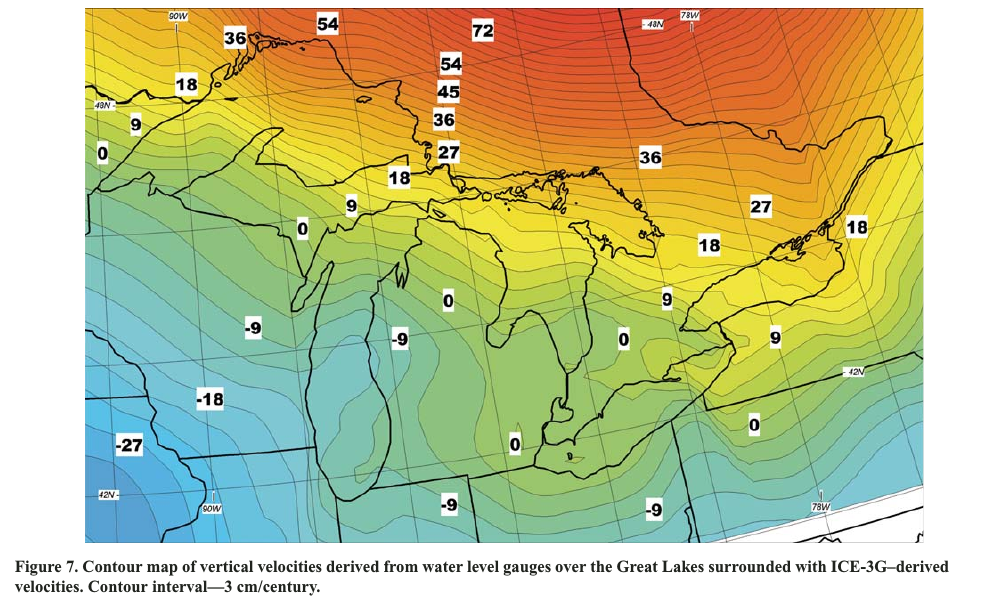 90W
54
72
78W
48N
36
54
18
45
48N
9
36
0
27
36
18
9
27
18
0
18
0
9
-9
-9
0
9
42N
-18
0
-27
0
42N
90W
-9
-9
78W
Figure 7. Contour map of vertical velocities derived from water level gauges over the Great Lakes surrounded with ICE-3G–derived
velocities. Contour interval—3 cm/century.